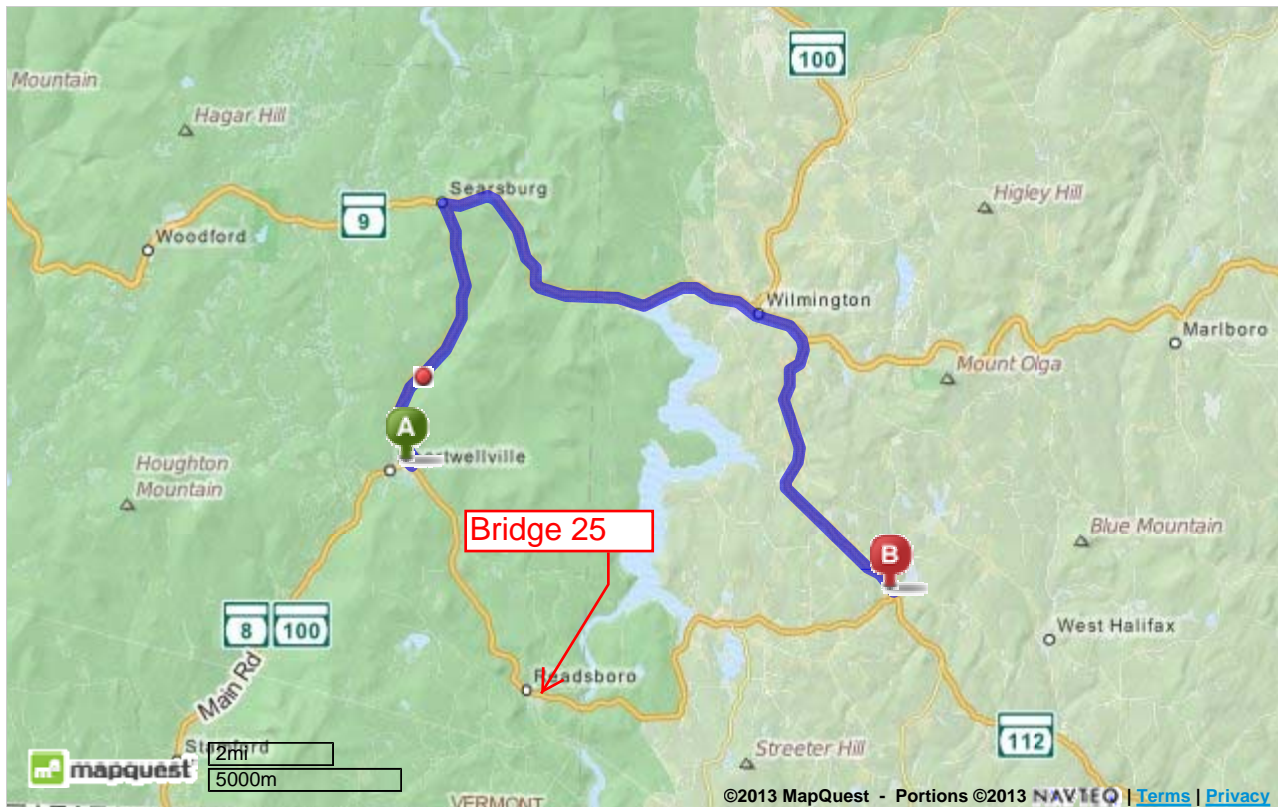 100
Mountain
Hagar Hill
Searsburg
Higley Hill
9
Woodford
Wilmington
Marlboro
Mount Olga
A
Houghton
Mountain
Bridge 25
Blue Mountain
B
8 100
West Halifax
Readsboro
Main Rd
112
Streeter Hill
mapquest
2mi
5000m
VERMONT
©2013 MapQuest - Portions ©2013 NAVTEQ | Terms | Privacy